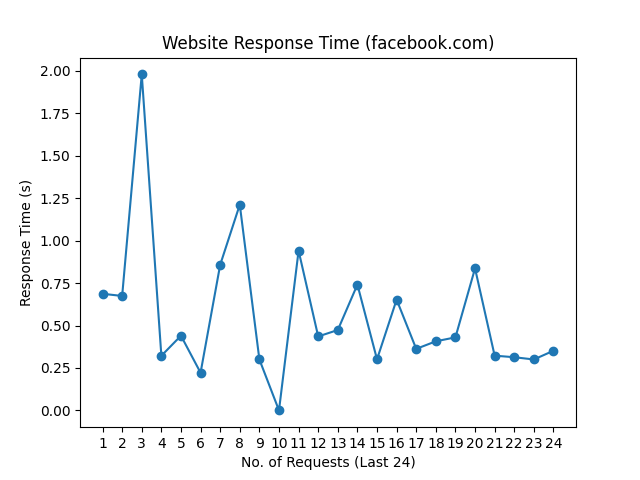 Website Response Time (facebook.com)
Response Time (s)
2.00
1.75
1.50
1.25
1.00
0.75
0.50
0.25
0.00
1 2 3 4 5 6 7 8 9 10 11 12 13 14 15 16 17 18 19 20 21 22 23 24
No. of Requests (Last 24)